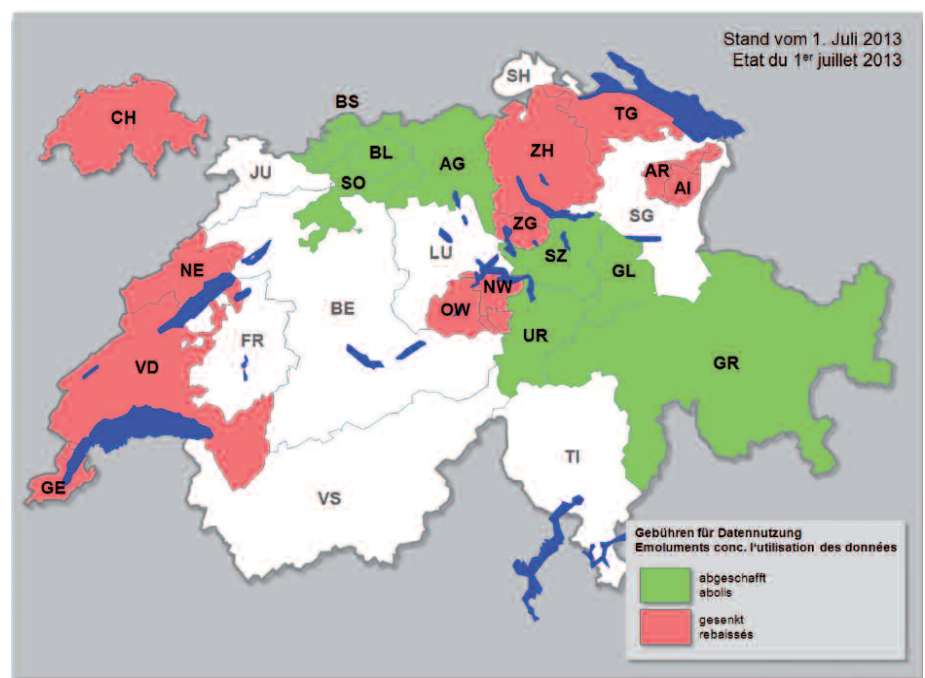 Stand vom 1. Juli 2013
Etat du 1er juillet 2013
SH
BS
CH
TG
BL
ZH
AG
JU
SO
AR
AI
SG
ZG
LU
SZ
NE
GL
NW
BE
OW
UR
FR
VD
GR
TI
GE
VS
Gebühren für Datennutzung
Emoluments conc. l'utilisation des données
abgeschafft
abolis
gesenkt
rebaissés